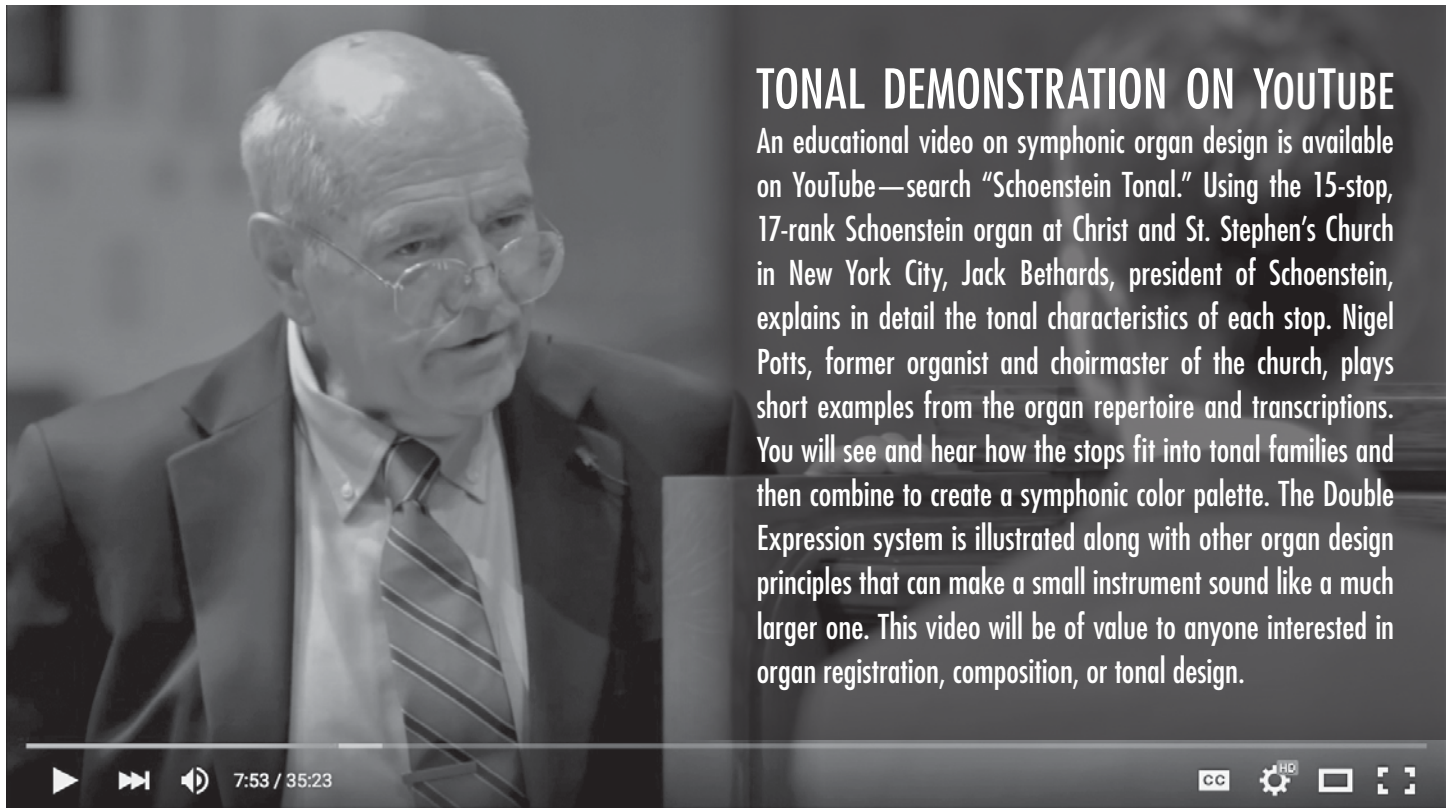 TONAL DEMONSTRATION ON YOUTUBE
An educational video on symphonic organ design is available
on YouTube—search “Schoenstein Tonal.” Using the 15-stop,
17-rank Schoenstein organ at Christ and St. Stephen’s Church
in New York City, Jack Bethards, president of Schoenstein,
explains in detail the tonal characteristics of each stop. Nigel
Potts, former organist and choirmaster of the church, plays
short examples from the organ repertoire and transcriptions.
You will see and hear how the stops fit into tonal families and
then combine to create a symphonic color palette. The Double
Expression system is illustrated along with other organ design
principles that can make a small instrument sound like a much
larger one. This video will be of value to anyone interested in
organ registration, composition, or tonal design.
7:53 / 35:23
CC
HD